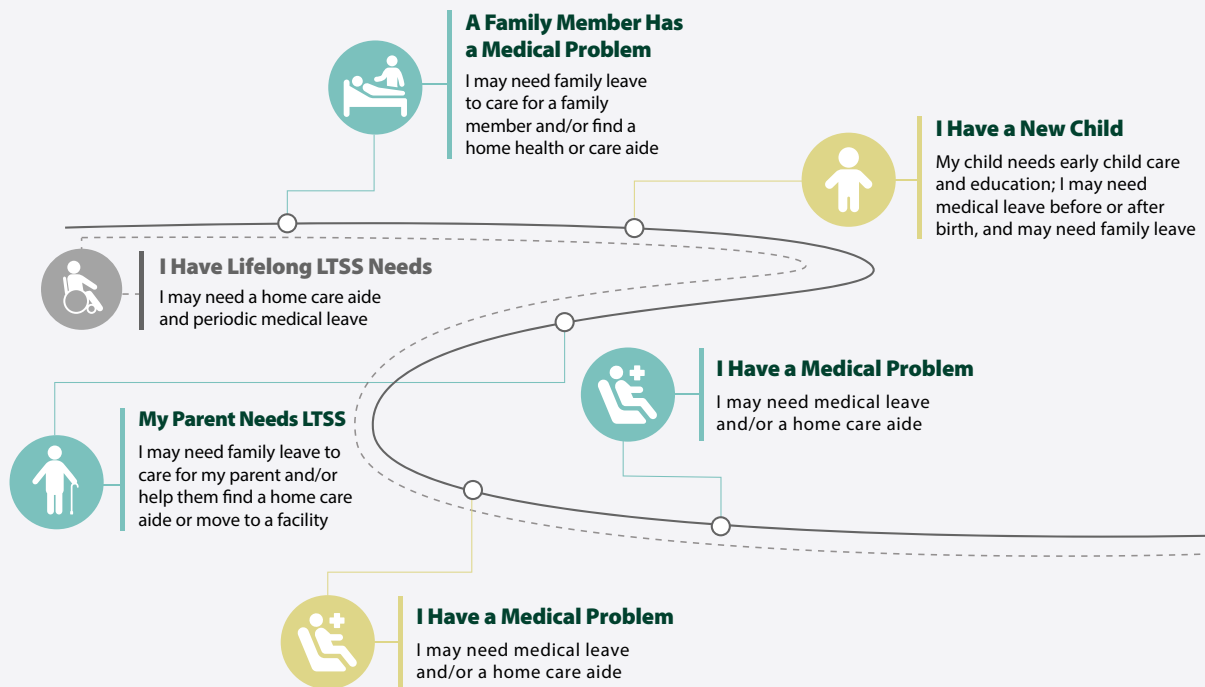 A Family Member Has
a Medical Problem
I may need family leave
to care for a family
member and/or find a
home health or care aide
I Have a New Child
My child needs early child care
and education; I may need
medical leave before or after
birth, and may need family leave
I Have Lifelong LTSS Needs
I may need a home care aide
and periodic medical leave
I Have a Medical Problem
I may need medical leave
and/or a home care aide
My Parent Needs LTSS
I may need family leave to
care for my parent and/or
help them find a home care
aide or move to a facility
I Have a Medical Problem
I may need medical leave
and/or a home care aide